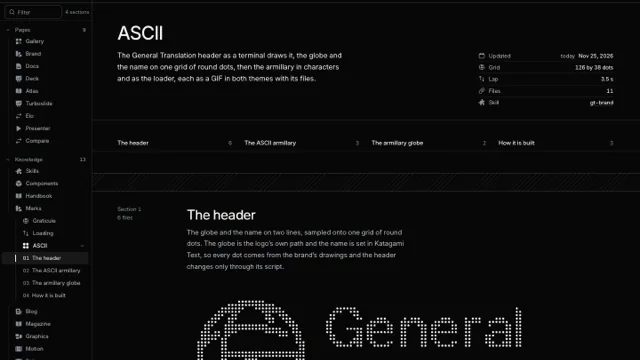 Filter
4 sections
Pages 9
Gallery
Brand
Docs
Deck
Atlas
Turboslide
Eio
Presenter
Compare
Knowledge 13
Skills
Components
Handbook
Marks
Graticule
Loading
ASCII
01 The header
02 The ASCII armillary
03 The armillary globe
04 How it is built
Blog
Magazine
Graphics
Motion
ASCII
The General Translation header as a terminal draws it, the globe and
the name on one grid of round dots, then the armillary in characters
and as the loader, each as a GIF in both themes with its files.
Updated today Nov 25, 2026
Grid 126 by 38 dots
Lap 3.5 s
Files 11
Skill gt-brand
The header 6
The ASCII armillary 3
The armillary globe 2
How it is built 3
Section 1
6 files
The header
The globe and the name on two lines, sampled onto one grid of round
dots. The globe is the logo's own path and the name is set in Katagami
Text, so every dot comes from the brand's drawings and the header
changes only through its script.
General